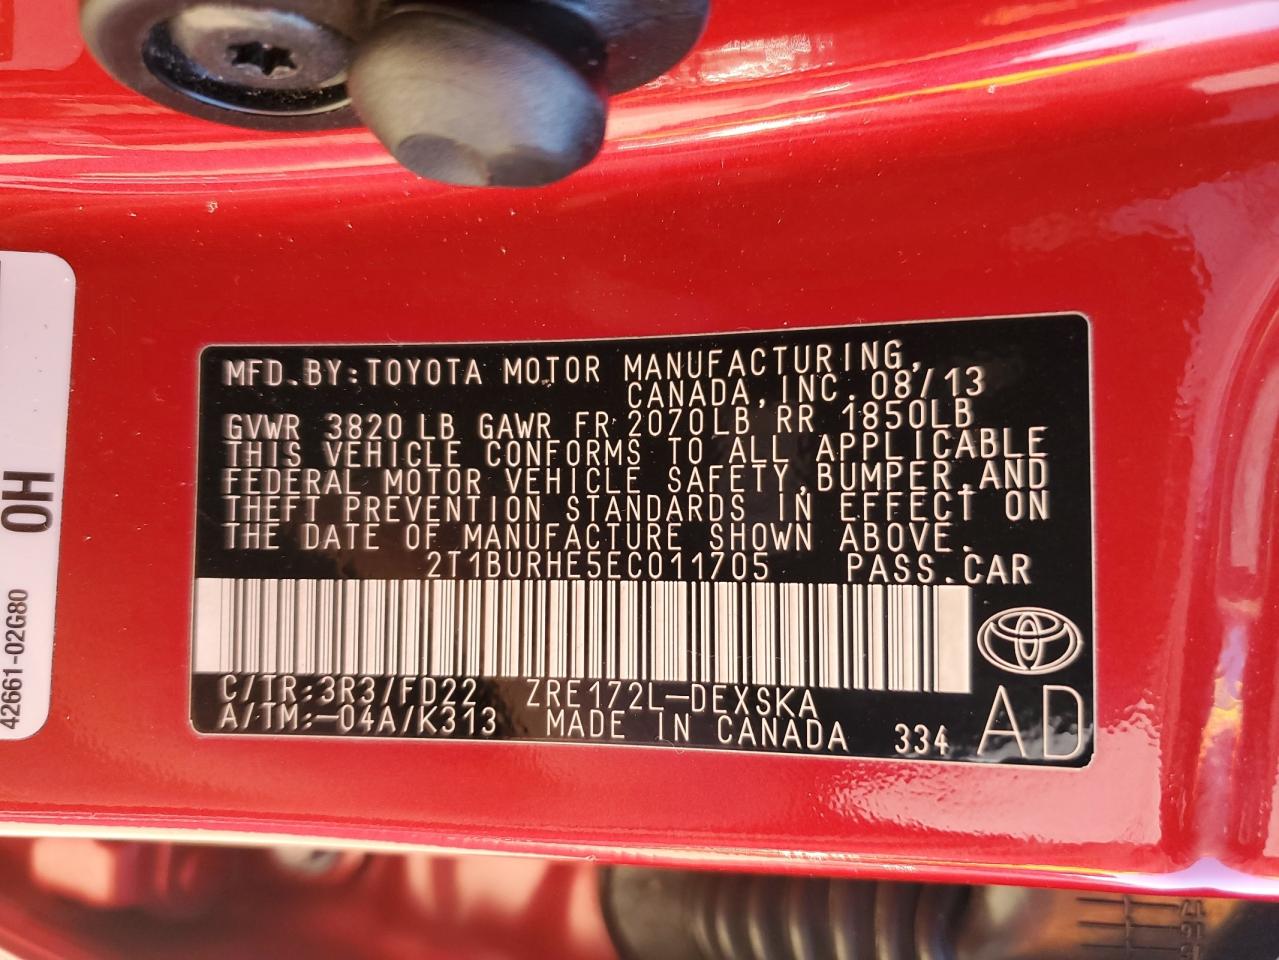 MFD.BY:TOYOTA MOTOR MANUFACTURING,
CANADA,INC.08/13
GVWR 3820 LB GAWR FR 2070LB RR 1850LB
THIS VEHICLE CONFORMS TO ALL APPLICABLE
FEDERAL MOTOR VEHICLE SAFETY,BUMPER,AND
THEFT PREVENTION STANDARDS IN EFFECT ON
THE DATE OF MANUFACTURE SHOWN ABOVE.
2T1BURHE5EC011705 PASS.CAR
C/TR:3R3/FD22 ZRE172L-DEXSKA
A/TM:-04A/K313 MADE IN CANADA 334 AD
0H
42661-02G80